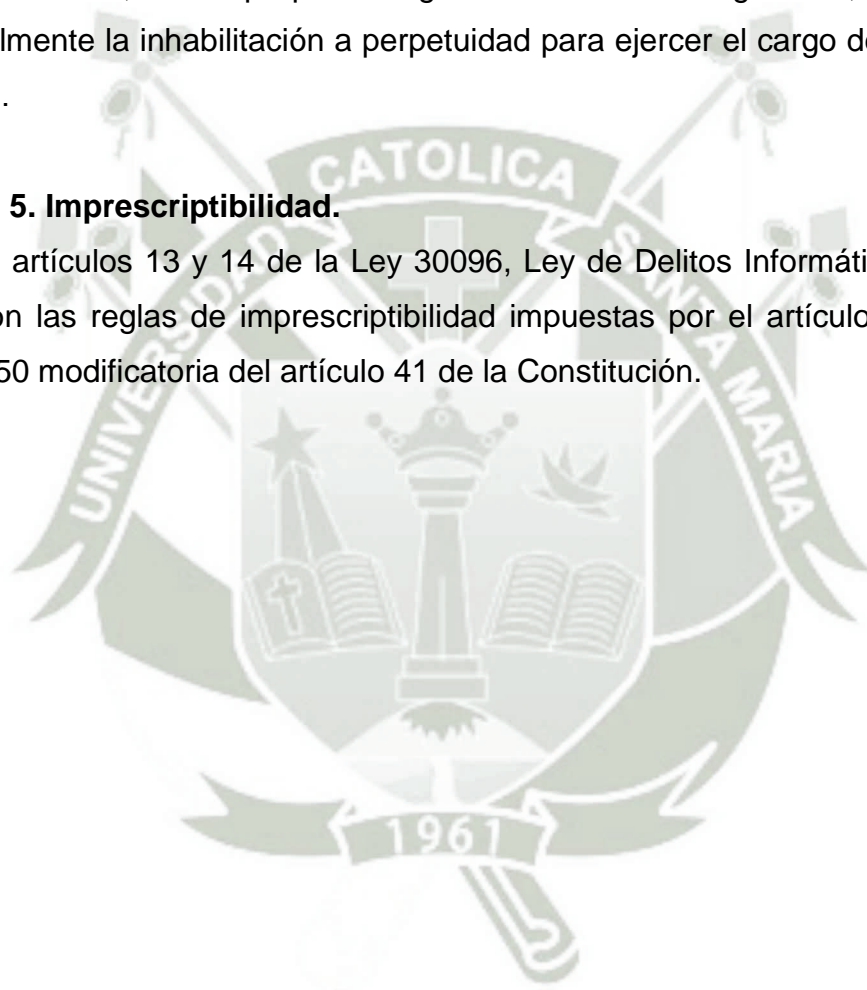 lmente la inhabilitación a perpetuidad para ejercer el cargo de
.
5. Imprescriptibilidad.
artículos 13 y 14 de la Ley 30096, Ley de Delitos Informáti
on las reglas de imprescriptibilidad impuestas por el artículo
50 modificatoria del artículo 41 de la Constitución.
UNIVERSIDAD CATOLICA SANTA MARIA
1961